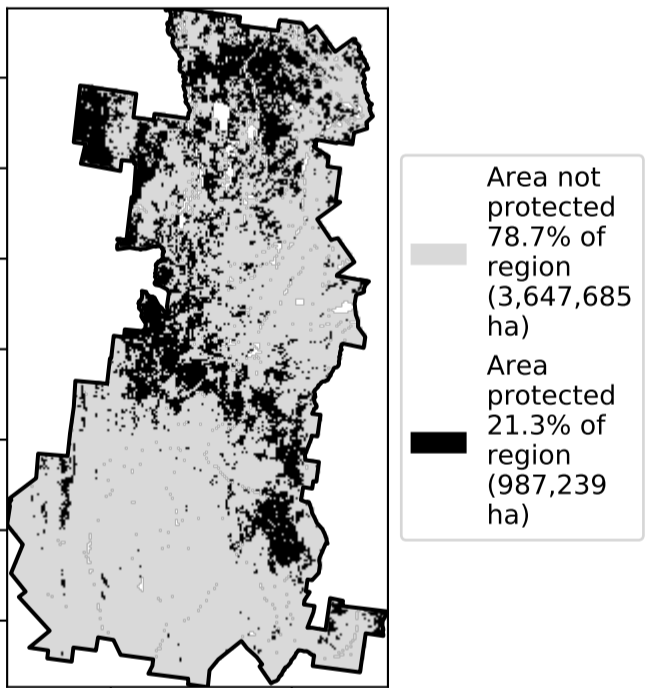 Area not
protected
78.7% of
region
(3,647,685
ha)
Area
protected
21.3% of
region
(987,239
ha)